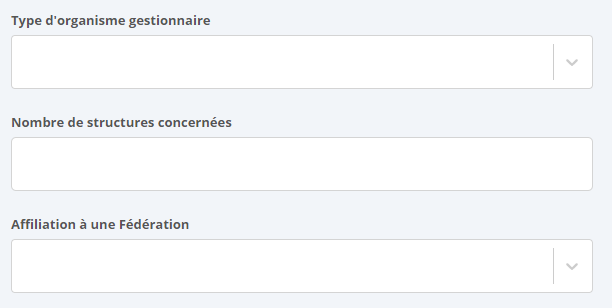 Type d'organisme gestionnaire
Nombre de structures concernées
Affiliation à une Fédération